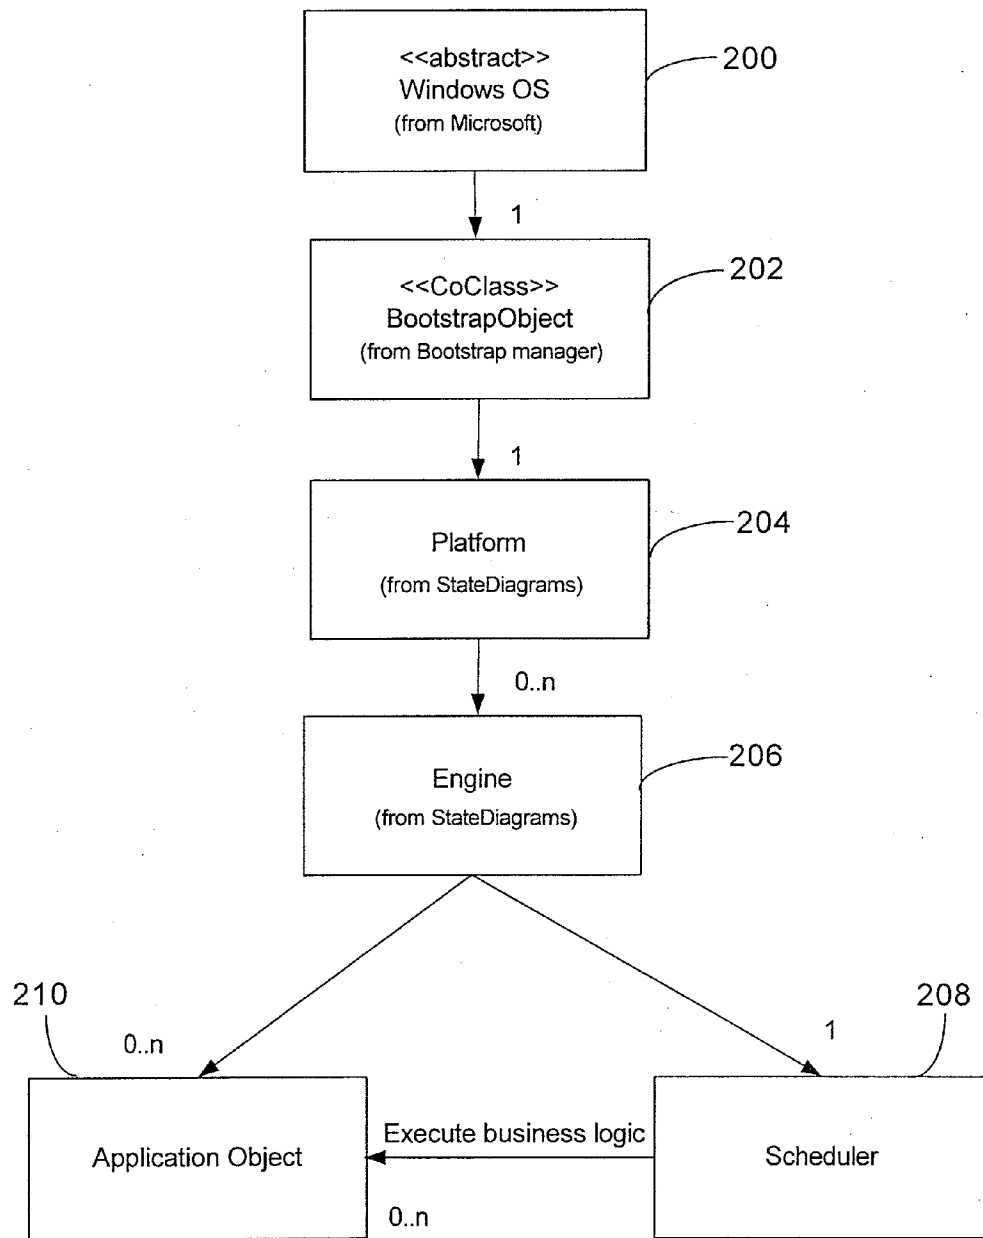 <<abstract>>
Windows OS
(from Microsoft)
200
1
<<CoClass>>
BootstrapObject
(from Bootstrap manager)
202
1
Platform
(from StateDiagrams)
204
0..n
Engine
(from StateDiagrams)
206
210
208
0..n
1
Application Object
Execute business logic
Scheduler
0..n